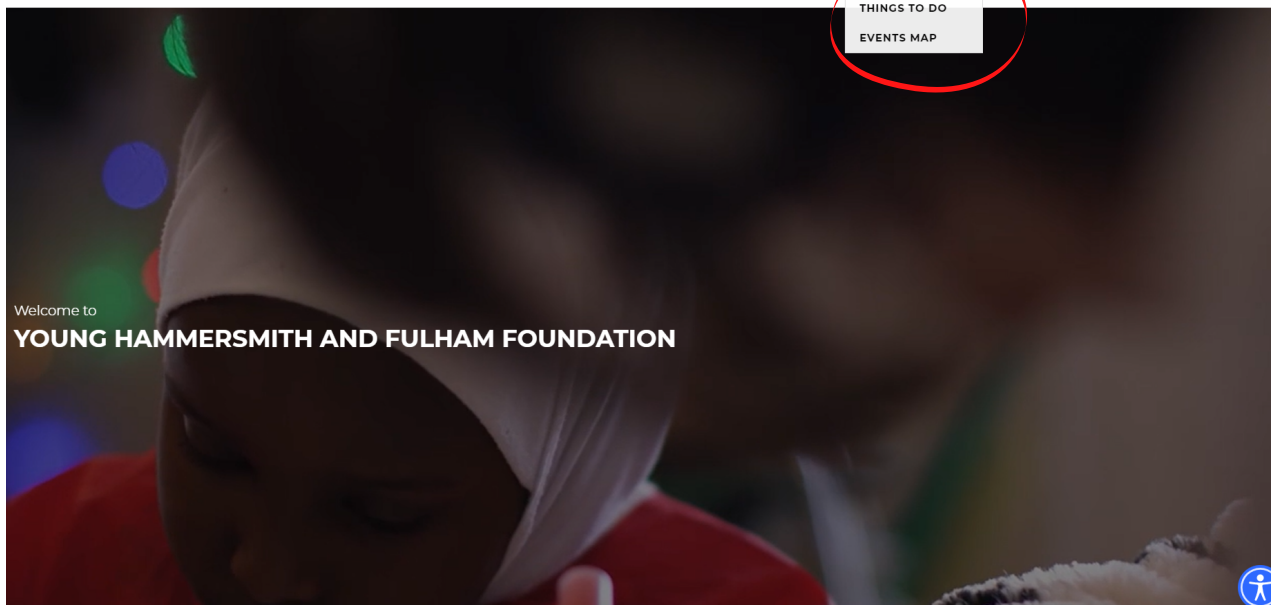 THINGS TO DO
EVENTS MAP
Welcome to
YOUNG HAMMERSMITH AND FULHAM FOUNDATION